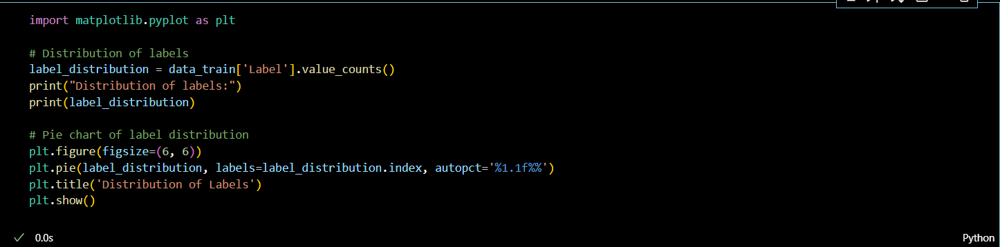 import matplotlib.pyplot as plt
# Distribution of labels
label_distribution = data_train['Label'].value_counts()
print("Distribution of labels:")
print(label_distribution)
# Pie chart of label distribution
plt.figure(figsize=(6, 6))
plt.pie(label_distribution, labels=label_distribution.index, autopct='%1.1f%%')
plt.title('Distribution of Labels')
plt.show()
0.0s
Python